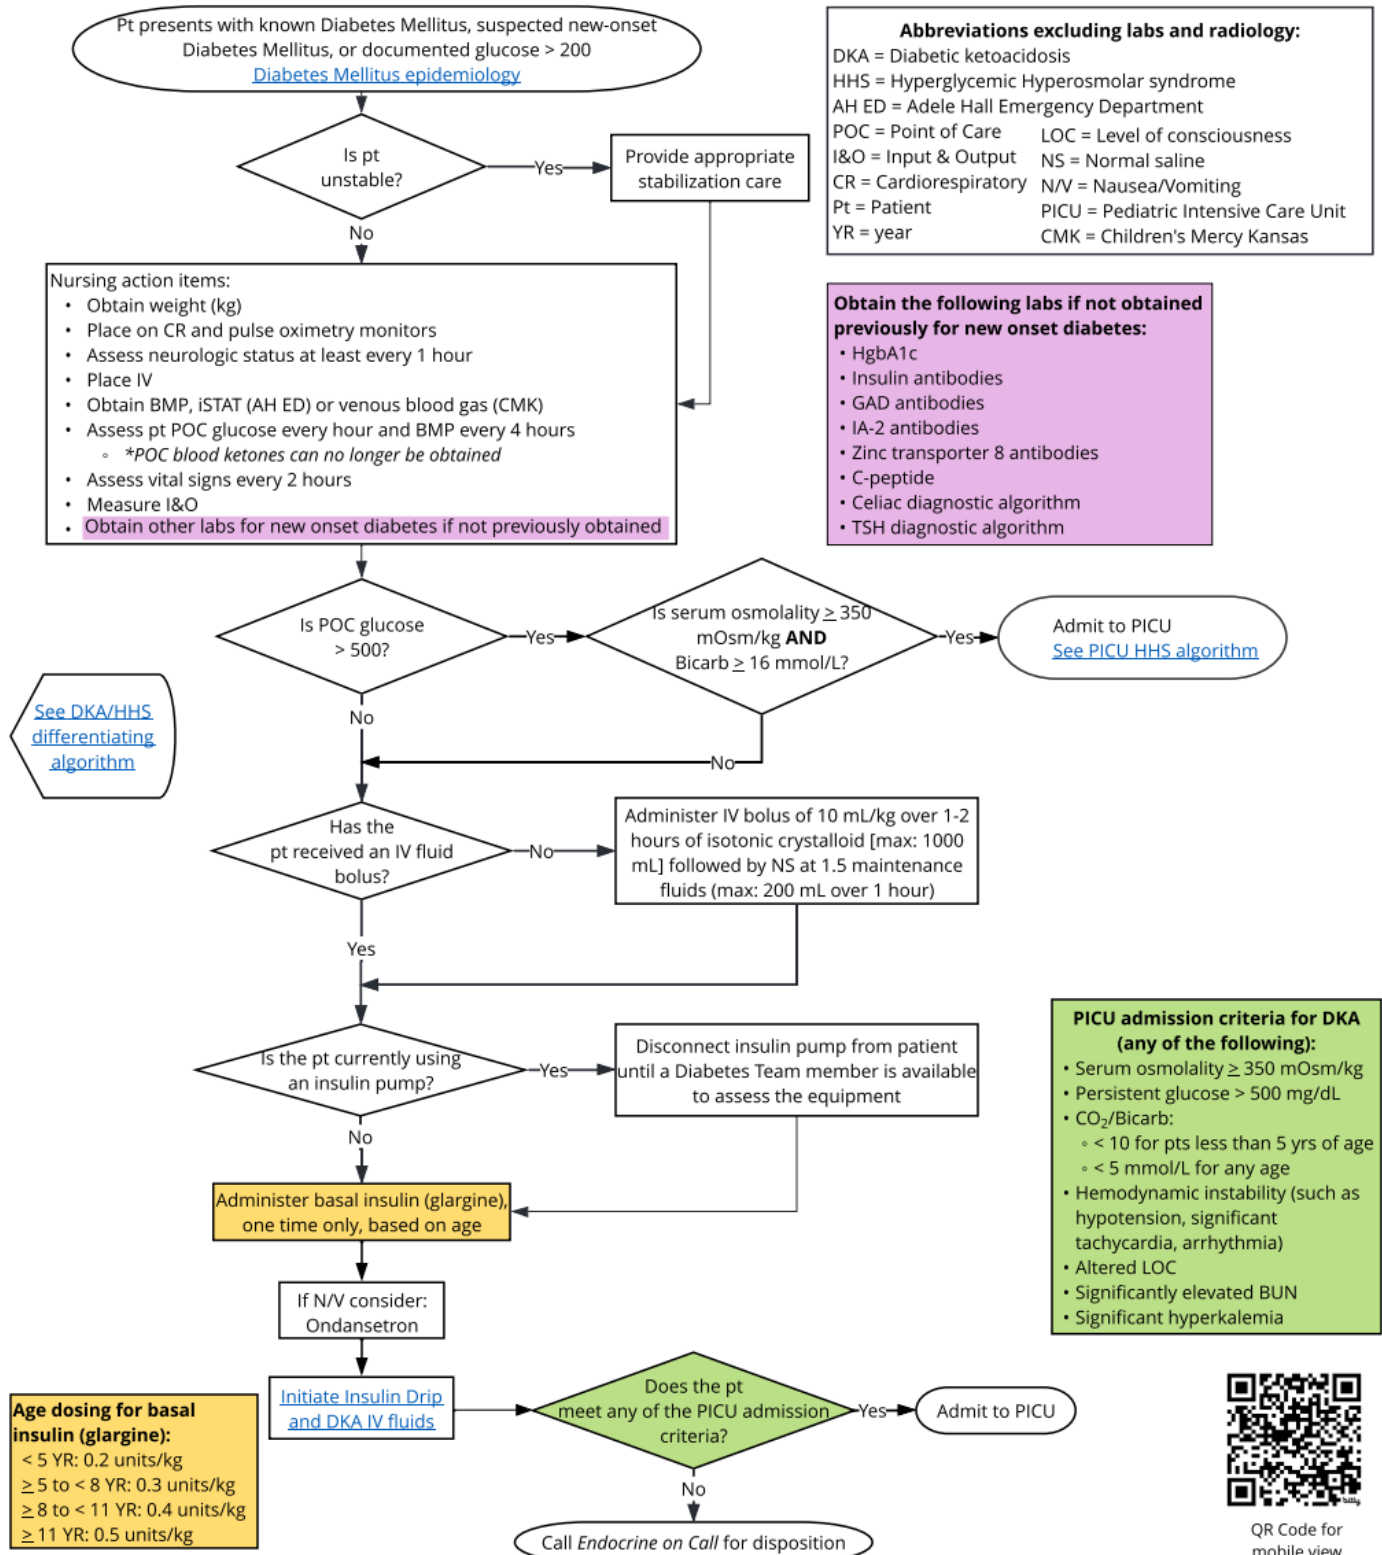 Pt presents with known Diabetes Mellitus, suspected new-onset
Diabetes Mellitus, or documented glucose > 200
Diabetes Mellitus epidemiology
Abbreviations excluding labs and radiology:
DKA = Diabetic ketoacidosis
HHS = Hyperglycemic Hyperosmolar syndrome
AH ED = Adele Hall Emergency Department
POC = Point of Care
I&O = Input & Output
CR = Cardiorespiratory
Pt = Patient
YR = year
LOC = Level of consciousness
NS = Normal saline
N/V = Nausea/Vomiting
PICU = Pediatric Intensive Care Unit
CMK = Children's Mercy Kansas
Is pt
unstable?
Yes
Provide appropriate
stabilization care
No
Nursing action items:
• Obtain weight (kg)
• Place on CR and pulse oximetry monitors
• Assess neurologic status at least every 1 hour
• Place IV
• Obtain BMP, iSTAT (AH ED) or venous blood gas (CMK)
• Assess pt POC glucose every hour and BMP every 4 hours
◦ *POC blood ketones can no longer be obtained
• Assess vital signs every 2 hours
• Measure I&O
• Obtain other labs for new onset diabetes if not previously obtained
Obtain the following labs if not obtained
previously for new onset diabetes:
• HgbA1c
• Insulin antibodies
• GAD antibodies
• IA-2 antibodies
• Zinc transporter 8 antibodies
• C-peptide
• Celiac diagnostic algorithm
• TSH diagnostic algorithm
Is POC glucose
> 500?
Yes
Is serum osmolality ≥ 350
mOsm/kg AND
Bicarb ≥ 16 mmol/L?
Yes
Admit to PICU
See PICU HHS algorithm
No
No
See DKA/HHS
differentiating
algorithm
Has the
pt received an IV fluid
bolus?
No
Administer IV bolus of 10 mL/kg over 1-2
hours of isotonic crystalloid [max: 1000
mL] followed by NS at 1.5 maintenance
fluids (max: 200 mL over 1 hour)
Yes
Is the pt currently using
an insulin pump?
Yes
Disconnect insulin pump from patient
until a Diabetes Team member is available
to assess the equipment
No
Administer basal insulin (glargine),
one time only, based on age
If N/V consider:
Ondansetron
Initiate Insulin Drip
and DKA IV fluids
PICU admission criteria for DKA
(any of the following):
• Serum osmolality ≥ 350 mOsm/kg
• Persistent glucose > 500 mg/dL
• CO₂/Bicarb:
◦ < 10 for pts less than 5 yrs of age
◦ < 5 mmol/L for any age
• Hemodynamic instability (such as
hypotension, significant
tachycardia, arrhythmia)
• Altered LOC
• Significantly elevated BUN
• Significant hyperkalemia
Does the pt
meet any of the PICU admission
criteria?
Yes
Admit to PICU
No
Call Endocrine on Call for disposition
Age dosing for basal
insulin (glargine):
< 5 YR: 0.2 units/kg
≥ 5 to < 8 YR: 0.3 units/kg
≥ 8 to < 11 YR: 0.4 units/kg
≥ 11 YR: 0.5 units/kg
bitly
QR Code for
mobile view